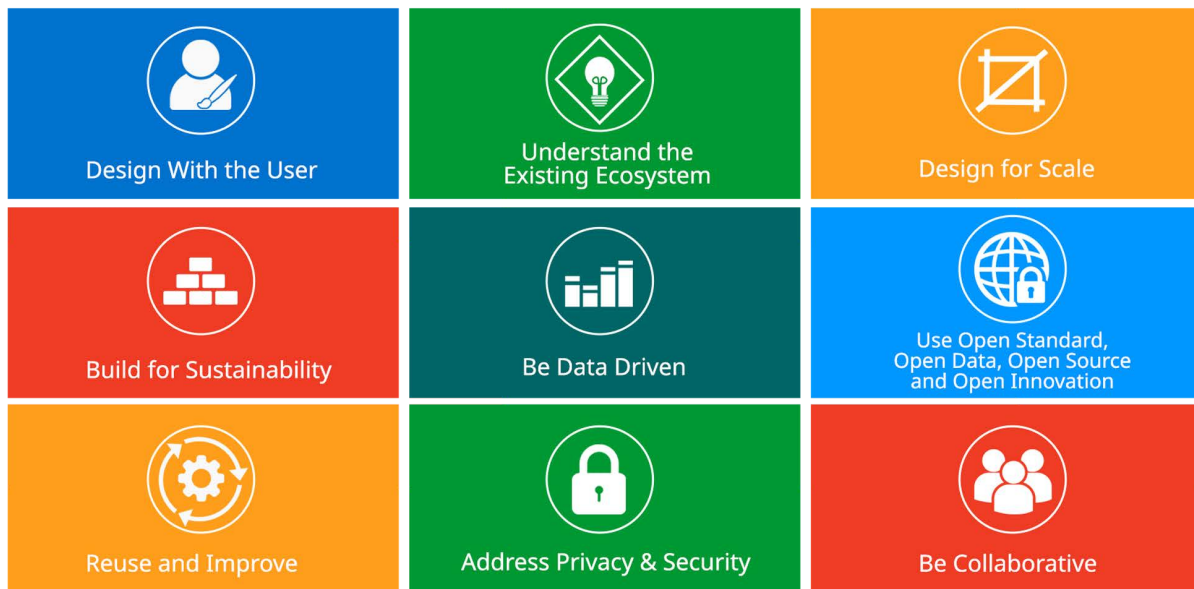 Design With the User
Understand the
Existing Ecosystem
Design for Scale
Build for Sustainability
Be Data Driven
Use Open Standard,
Open Data, Open Source
and Open Innovation
Reuse and Improve
Address Privacy & Security
Be Collaborative